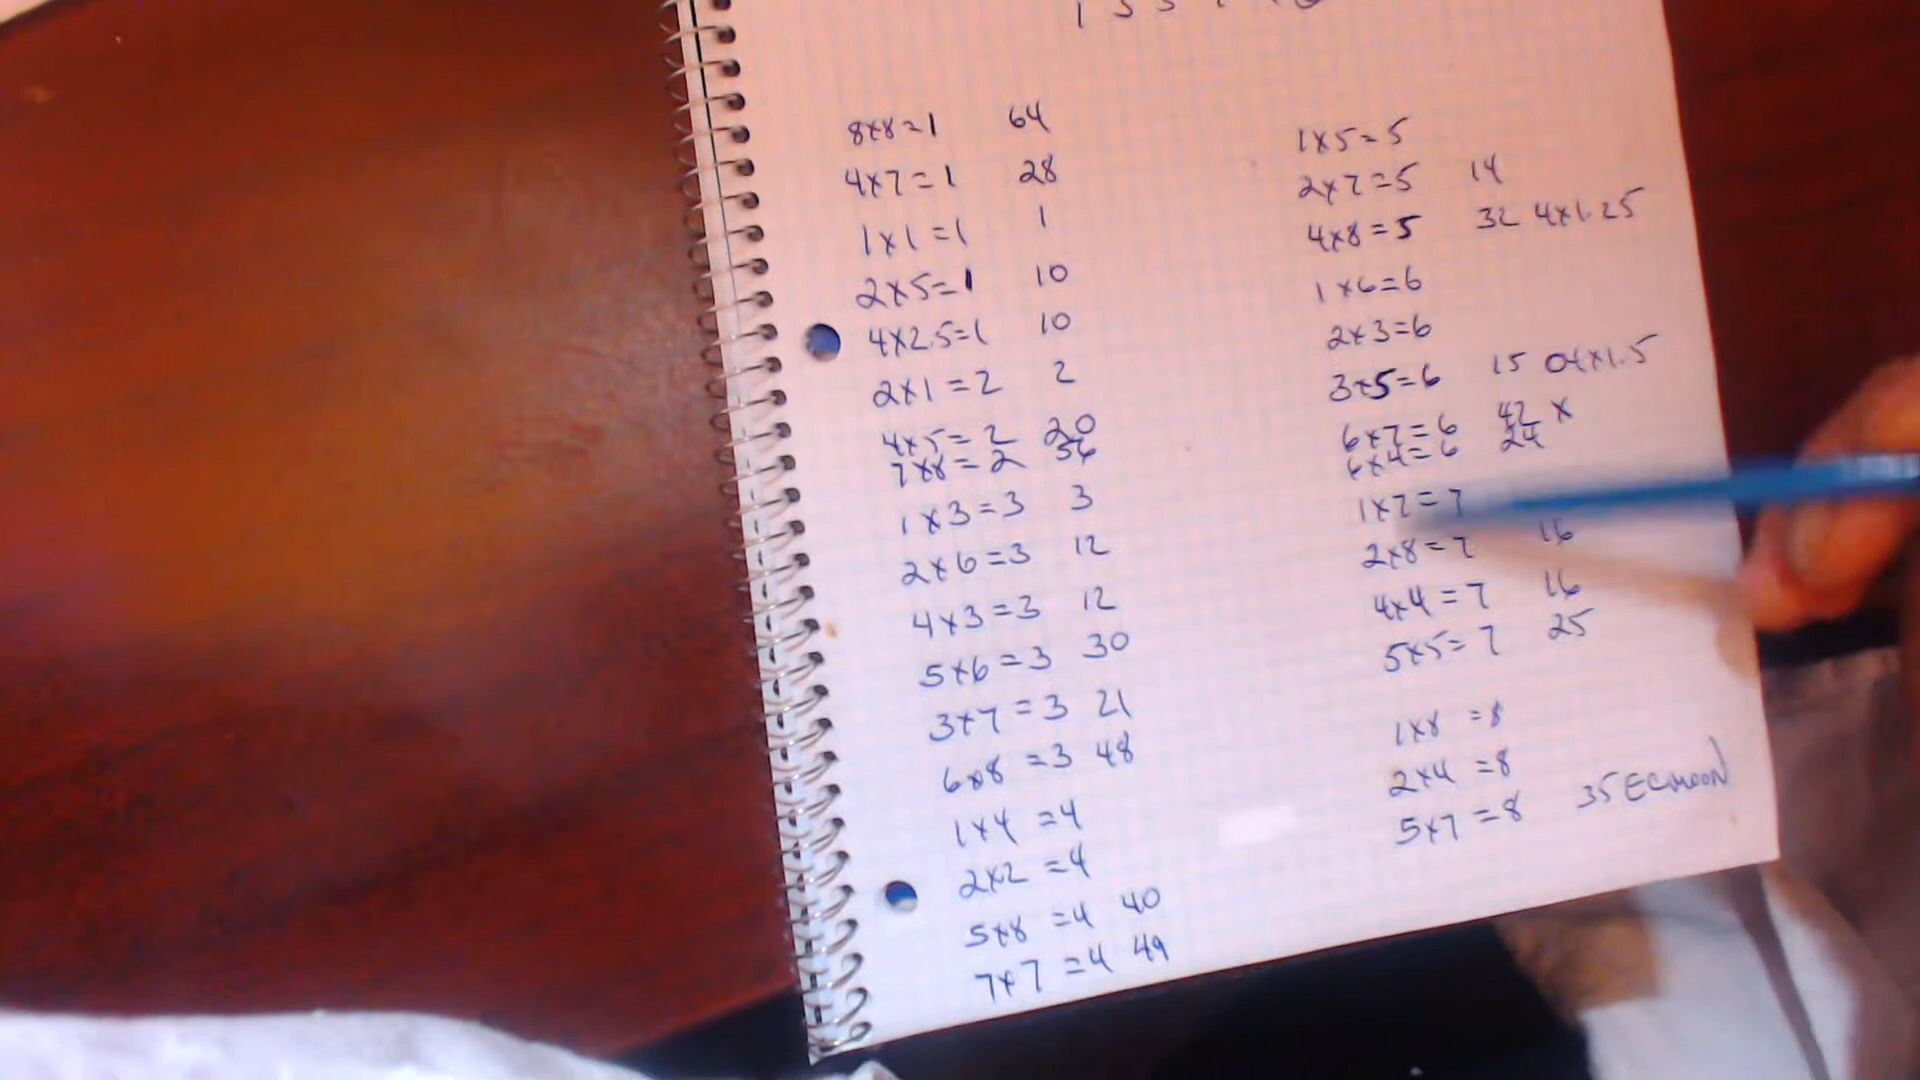 8x8=1 64
4x7=1 28
1x1=1 1
2x5=1 10
4x2.5=1 10
2x1=2 2
4x5=2 20
7x8=2 56
1x3=3 3
2x6=3 12
4x3=3 12
5x6=3 30
3x7=3 21
6x8=3 48
1x4=4
2x2=4
5x8=4 40
7x7=4 49
1x5=5
2x7=5 14
4x8=5 32 4x1.25
1x6=6
2x3=6
3x5=6 15 04x1.5
6x7=6 42 x
6x4=6 24
1x7=7
2x8=7 16
4x4=7 16
5x5=7 25
1x8=8
2x4=8
5x7=8 35